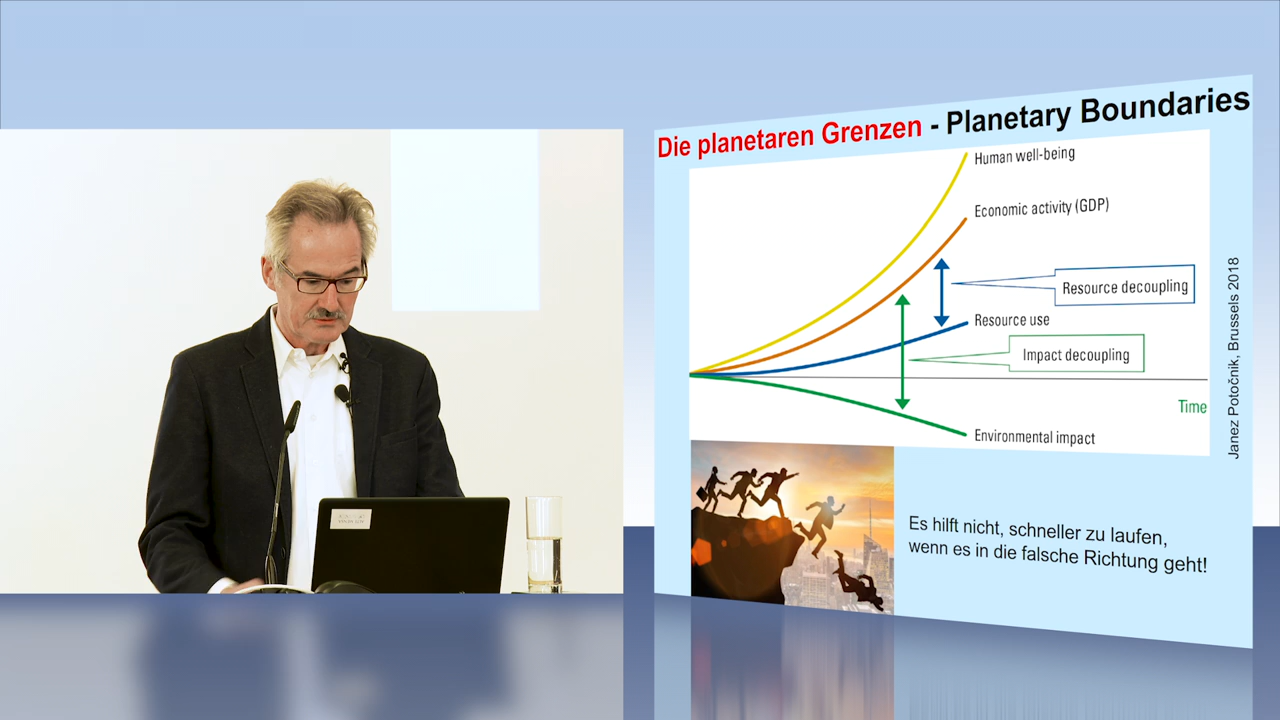 Die planetaren Grenzen - Planetary Boundaries
Human well-being
Economic activity (GDP)
Resource decoupling
Resource use
Impact decoupling
Time
Environmental impact
Janez Potočnik, Brussels 2018
Es hilft nicht, schneller zu laufen,
wenn es in die falsche Richtung geht!